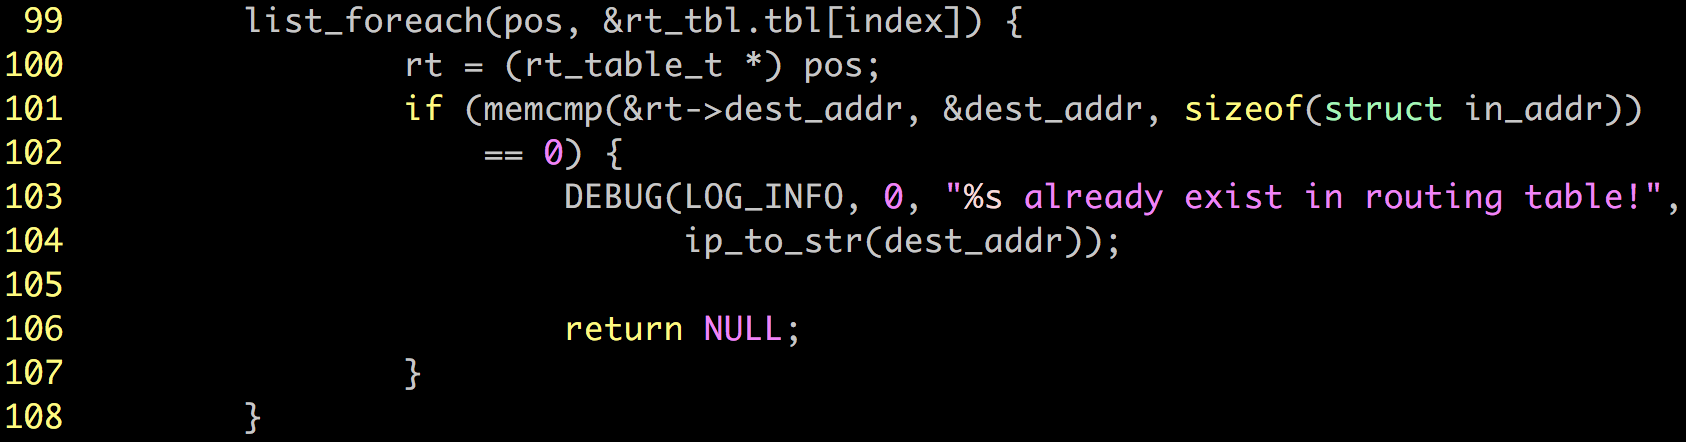 99         list_foreach(pos, &rt_tbl.tbl[index]) {
100                 rt = (rt_table_t *) pos;
101                 if (memcmp(&rt->dest_addr, &dest_addr, sizeof(struct in_addr))
102                     == 0) {
103                         DEBUG(LOG_INFO, 0, "%s already exist in routing table!",
104                               ip_to_str(dest_addr));
105
106                         return NULL;
107                 }
108         }